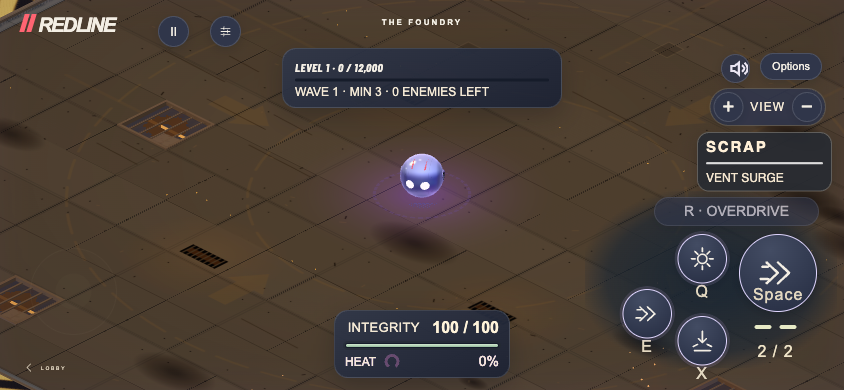 REDLINE
THE FOUNDRY
LEVEL 1 · 0 / 12,000
WAVE 1 · MIN 3 · 0 ENEMIES LEFT
Options
+ VIEW −
SCRAP
VENT SURGE
R · OVERDRIVE
Q
Space
E
X
2 / 2
INTEGRITY 100 / 100
HEAT 0%
LOBBY